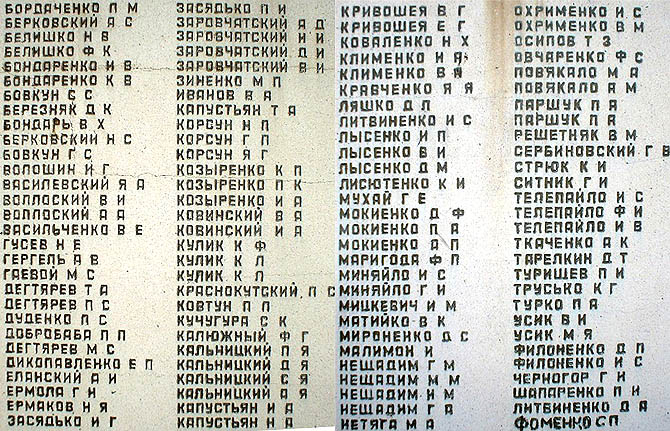 БОРДАЧЕНКО П М
БЕРКОВСКИЙ А С
БЕЛИШКО Н В
БЕЛИШКО Ф К
БОНДАРЕНКО И В
БОНДАРЕНКО К В
БОВКУН С С
БЕРЕЗНЯК Д К
БОНДАРЬ В Х
БЕРКОВСКИЙ Н С
БОВКУН Г С
ВОЛОШИН И Г
ВАСИЛЕВСКИЙ Я А
ВОЛЛОСКИЙ В И
ВОЛЛОСКИЙ А А
ВАСИЛЬЧЕНКО В Е
ГУСЕВ Н Е
ГЕРГЕЛЬ А В
ГАЕВОЙ М С
ДЕГТЯРЕВ Т А
ДЕГТЯРЕВ П С
ДУДЕНКО П С
ДОБРОБАБА П П
ДЕГТЯРЕВ М С
ДИКОПАВЛЕНКО Е П
ЕЛАНСКИЙ А И
ЕРМОЛА Г Н
ЕРМАКОВ Н Я
ЗАСЯДЬКО И Г
ЗАСЯДЬКО П И
ЗАРОВЧАТСКИЙ А Д
ЗАРОВЧАТСКИЙ И Г
ЗАРОВЧАТСКИЙ Д И
ЗАРОВЧАТСКИЙ В И
ЗИНЕНКО М П
ИВАНОВ В А
КАПУСТЬЯН Т А
КОРСУН Н П
КОРСУН Г П
КОРСУН Я Г
КОЗЫРЕНКО К П
КОЗЫРЕНКО П К
КОЗЫРЕНКО И А
КОВИНСКИЙ В А
КОВИНСКИЙ И А
КУЛИК К Ф
КУЛИК К Л
КУЛИК К Л
КРАСНОКУТСКИЙ П С
КОВТУН П П
КУЧУГУРА С К
КАЛЮЖНЫЙ Ф Г
КАЛЬНИЦКИЙ П Я
КАЛЬНИЦКИЙ Д Я
КАЛЬНИЦКИЙ С Я
КАЛЬНИЦКИЙ А Я
КАПУСТЬЯН И А
КАПУСТЬЯН Н А
КРИВОШЕЯ В Г
КРИВОШЕЯ Е Г
КОВАЛЕНКО Н Х
КЛИМЕНКО И Я
КЛИМЕНКО В Я
КРАВЧЕНКО Я Я
ЛЯШКО Д П
ЛИТВИНЕНКО И С
ЛЫСЕНКО И П
ЛЫСЕНКО В И
ЛЫСЕНКО Д М
ЛИСЮТЕНКО К И
МУХАЙ Г Е
МОКИЕНКО Д Ф
МОКИЕНКО П А
МОКИЕНКО А П
МАРИГОДА Ф П
МИНЯЙЛО И С
МИНЯЙЛО Г И
МИЦКЕВИЧ И М
МАТИЙКО В К
МИРОНЕНКО Д С
МАЛИМОН И
НЕЩАДИМ Г М
НЕЩАДИМ М М
НЕЩАДИМ И М
НЕЩАДИМ Г А
НЕТЯГА М А
ОХРИМЕНКО И С
ОХРИМЕНКО В М
ОСИПОВ Т З
ОВЧАРЕНКО Ф С
ПОВЯКАЛО М А
ПОВЯКАЛО А М
ПАРШУК П А
ПАРШУК П А
РЕШЕТНЯК В М
СЕРБИНОВСКИЙ Г В
СТРЮК К И
СИТНИК Г И
ТЕЛЕПАЙЛО И С
ТЕЛЕПАЙЛО Ф И
ТЕЛЕПАЙЛО И В
ТКАЧЕНКО А К
ТАРЕЛКИН Д Т
ТУРИЩЕВ П И
ТРУСЬКО К Г
ТУРКО П А
УСИК В И
УСИК М Я
ФИЛОНЕНКО Д П
ФИЛОНЕНКО И С
ЧЕРНОГОР Г Н
ШАПАРЕНКО П И
ЛИТВИНЕНКО Д А
ФОМЕНКО С П